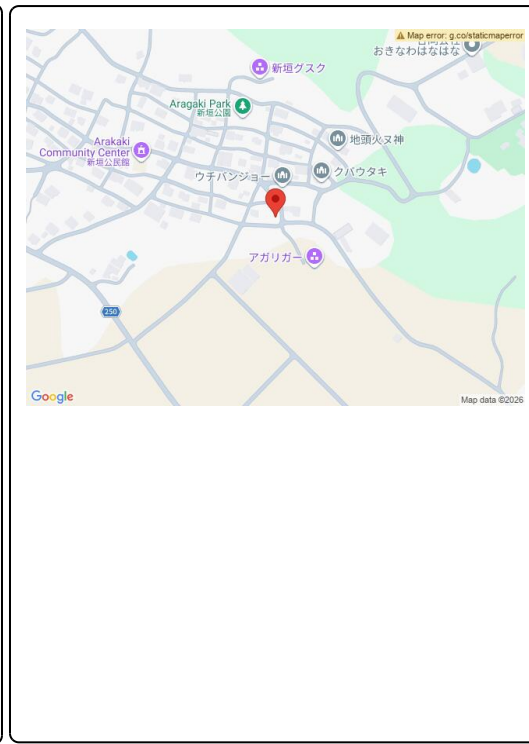 Map error: g.co/staticmaperror
おきなわはなはな
新垣グスク
Aragaki Park
新垣公園
地頭火ヌ神
Arakaki
Community Center
新垣公民館
ウチバンジョー
クバウタキ
アガリガー
250
Google
Map data ©2026